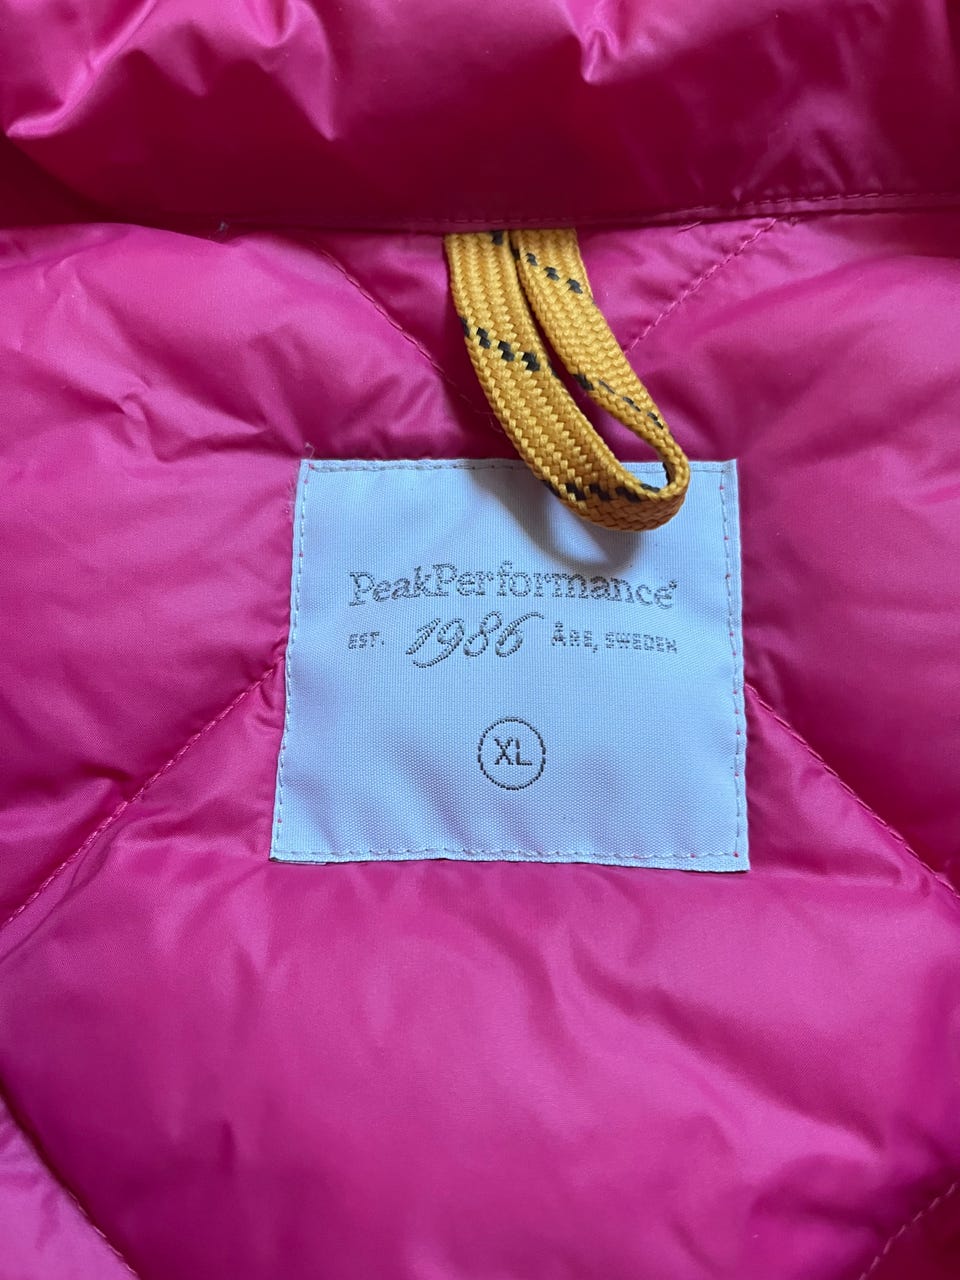 PeakPerformance®
EST. 1986 ÅRE, SWEDEN
XL